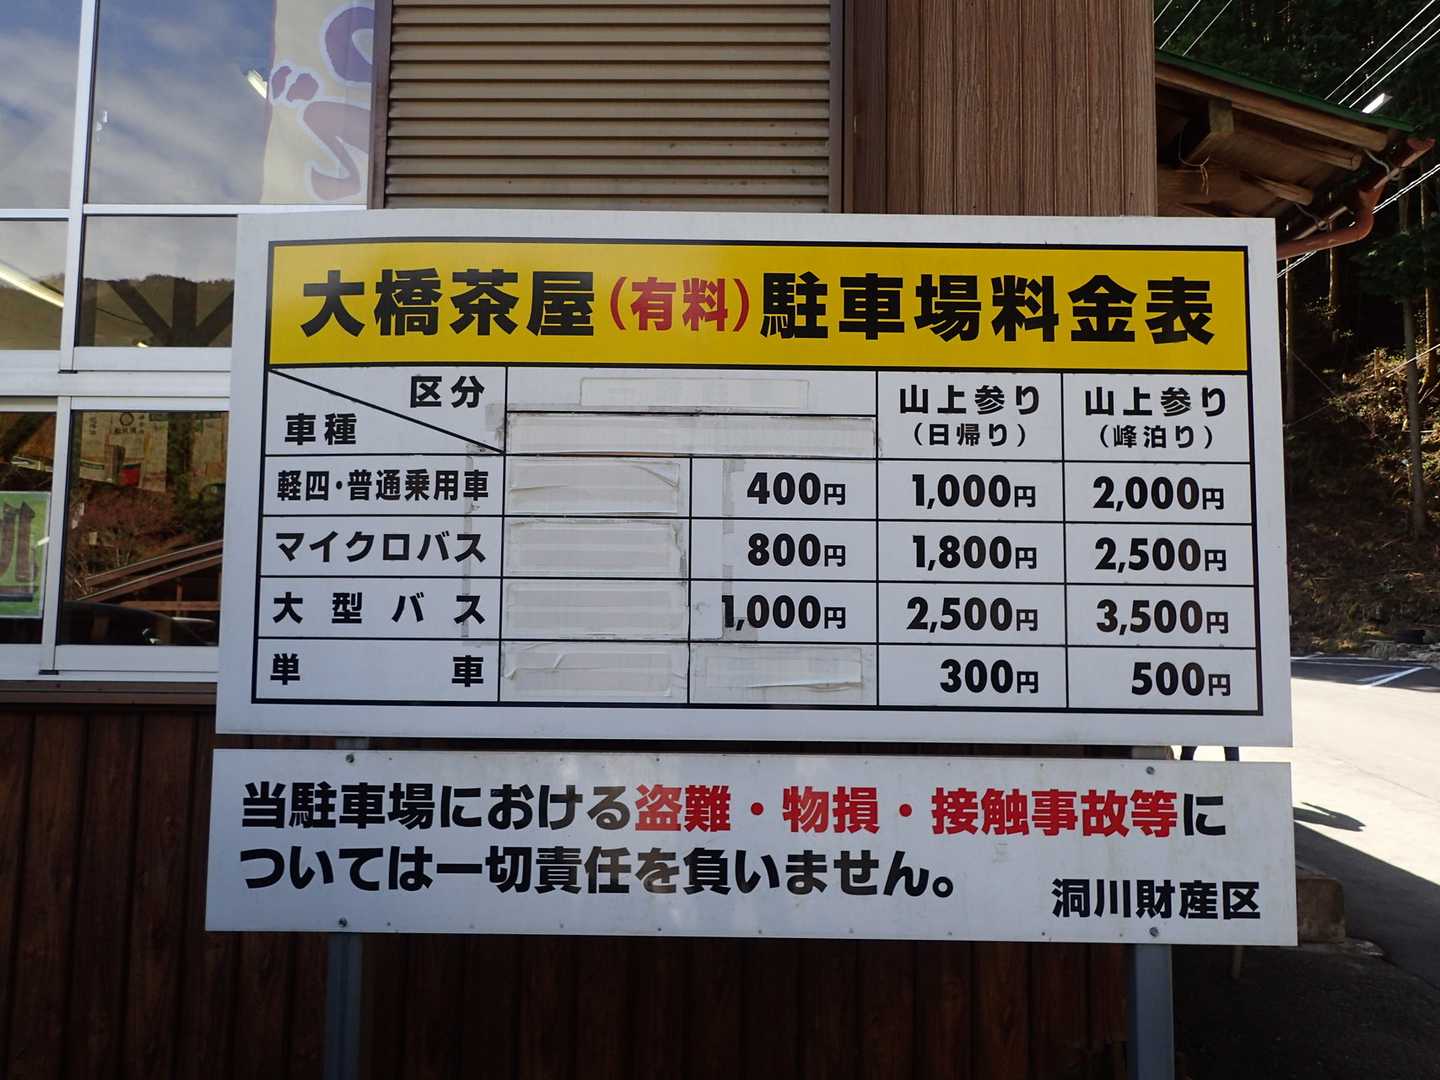 大橋茶屋（有料）駐車場料金表
区分
車種
山上参り
（日帰り）
山上参り
（峰泊り）
軽四・普通乗用車 400円 1,000円 2,000円
マイクロバス 800円 1,800円 2,500円
大型バス 1,000円 2,500円 3,500円
単車 300円 500円
当駐車場における盗難・物損・接触事故等に
ついては一切責任を負いません。
洞川財産区